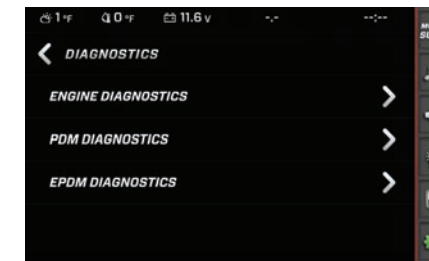 1 °F 0 °F 11.6 V -.- --:--
DIAGNOSTICS
ENGINE DIAGNOSTICS
PDM DIAGNOSTICS
EPDM DIAGNOSTICS